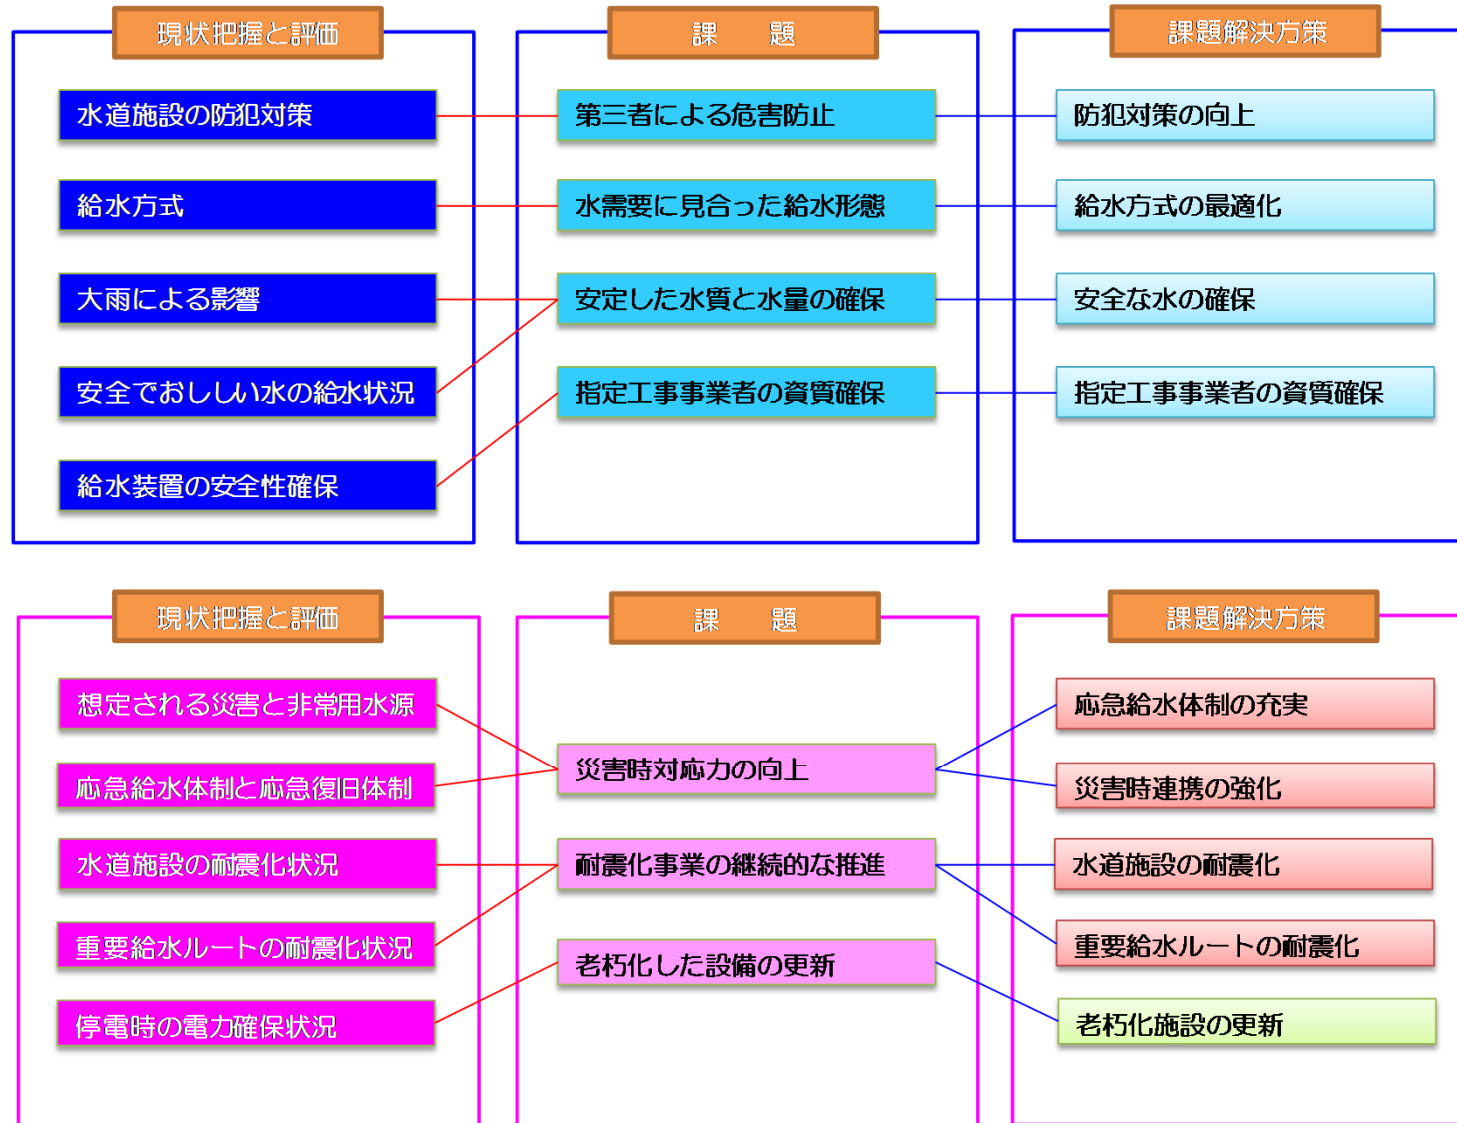 現状把握と評価
課　　題
課題解決方策
水道施設の防犯対策
第三者による危害防止
防犯対策の向上
給水方式
水需要に見合った給水形態
給水方式の最適化
大雨による影響
安定した水質と水量の確保
安全な水の確保
安全でおししい水の給水状況
指定工事事業者の資質確保
指定工事事業者の資質確保
給水装置の安全性確保
現状把握と評価
課　　題
課題解決方策
想定される災害と非常用水源
応急給水体制の充実
災害時対応力の向上
応急給水体制と応急復旧体制
災害時連携の強化
水道施設の耐震化状況
耐震化事業の継続的な推進
水道施設の耐震化
重要給水ルートの耐震化状況
重要給水ルートの耐震化
老朽化した設備の更新
停電時の電力確保状況
老朽化施設の更新